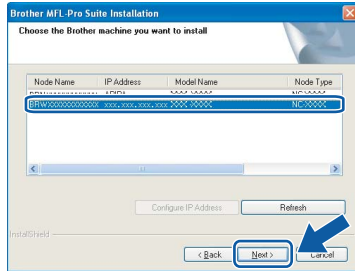 Brother MFL-Pro Suite Installation
Choose the Brother machine you want to install
Node Name IP Address Model Name Node Type
BRWXXXXXXXXXXXX xxx.xxx.xxx.xxx XXX-XXXX NC-XXXX
Configure IP Address Refresh
InstallShield
< Back Next > Cancel